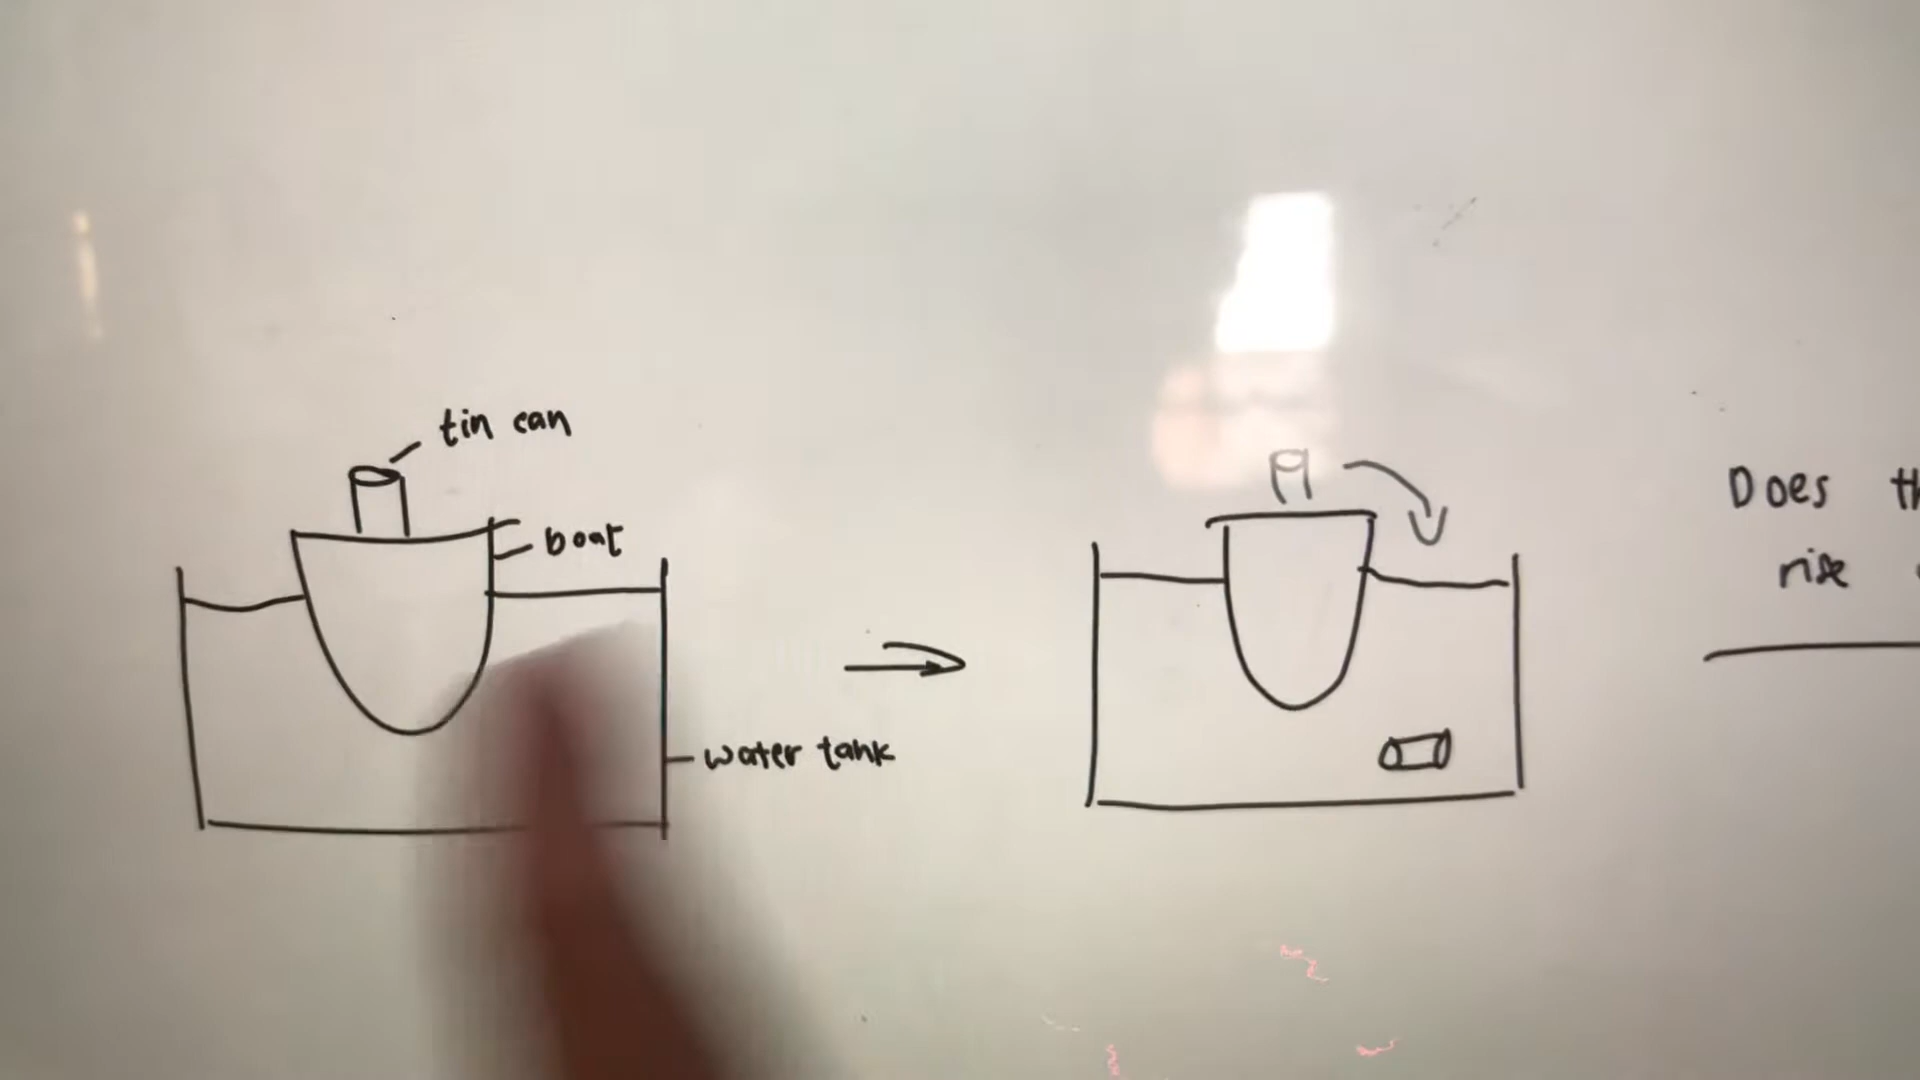 tin can
boat
water tank
Does
rise